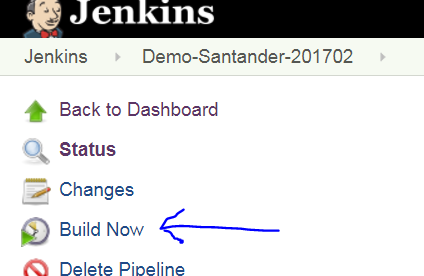 Jenkins
Jenkins Demo-Santander-201702
Back to Dashboard
Status
Changes
Build Now
Delete Pipeline